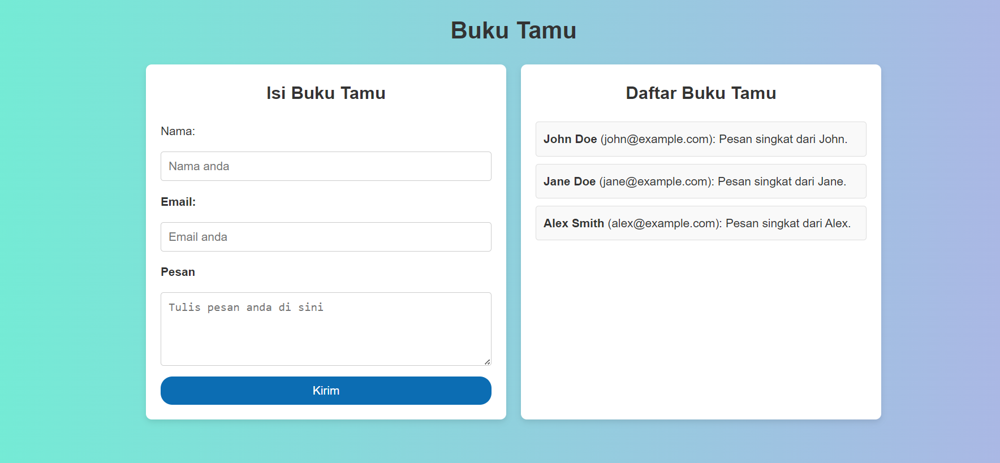 Buku Tamu
Isi Buku Tamu
Nama:
Nama anda
Email:
Email anda
Pesan
Tulis pesan anda di sini
Kirim
Daftar Buku Tamu
John Doe (john@example.com): Pesan singkat dari John.
Jane Doe (jane@example.com): Pesan singkat dari Jane.
Alex Smith (alex@example.com): Pesan singkat dari Alex.